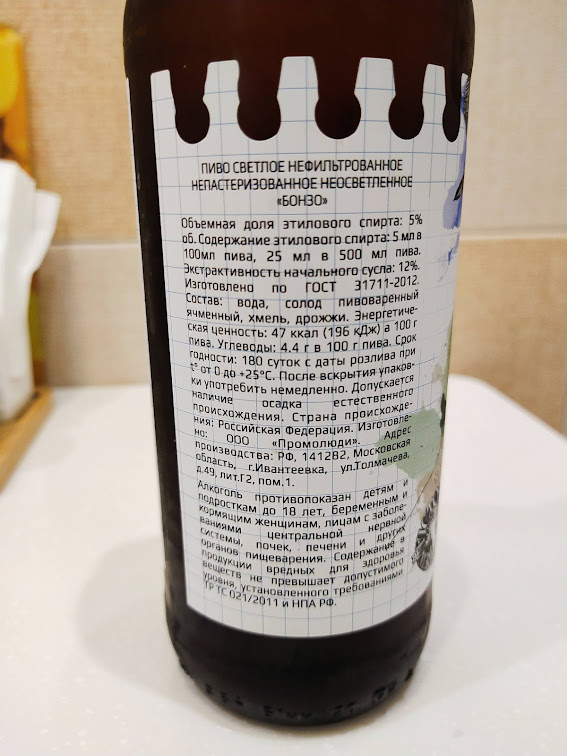 ПИВО СВЕТЛОЕ НЕФИЛЬТРОВАННОЕ
НЕПАСТЕРИЗОВАННОЕ НЕОСВЕТЛЕННОЕ
«БОНЗО»
Объемная доля этилового спирта: 5%
об. Содержание этилового спирта: 5 мл в
100мл пива, 25 мл в 500 мл пива.
Экстрактивность начального сусла: 12%.
Изготовлено по ГОСТ 31711-2012.
Состав: вода, солод пивоваренный
ячменный, хмель, дрожжи. Энергетиче-
ская ценность: 47 ккал (196 кДж) а 100 г
пива. Углеводы: 4.4 г в 100 г пива. Срок
годности: 180 суток с даты розлива при
t° от 0 до +25°С. После вскрытия упаков-
ки употребить немедленно. Допускается
наличие осадка естественного
происхождения. Страна происхожде-
ния: Российская Федерация. Изготовле-
но: ООО «Промолюди». Адрес
производства: РФ, 141282, Московская
область, г.Ивантеевка, ул.Толмачева,
д.49, лит.Г2, пом.1.
Алкоголь противопоказан детям и
подросткам до 18 лет, беременным и
кормящим женщинам, лицам с заболе-
ваниями центральной нервной
системы, почек, печени и других
органов пищеварения. Содержание в
продукции вредных для здоровья
веществ не превышает допустимого
уровня, установленного требованиями
ТР ТС 021/2011 и НПА РФ.